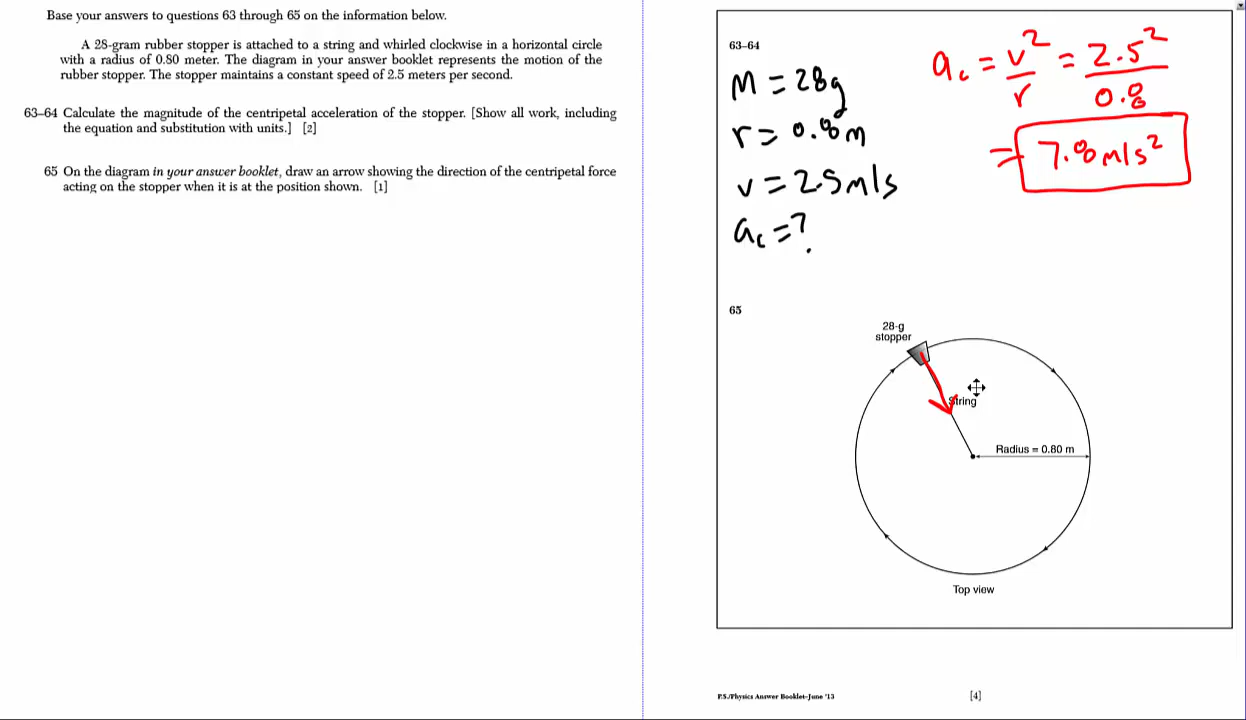 Base your answers to questions 63 through 65 on the information below.
A 28-gram rubber stopper is attached to a string and whirled clockwise in a horizontal circle
with a radius of 0.80 meter. The diagram in your answer booklet represents the motion of the
rubber stopper. The stopper maintains a constant speed of 2.5 meters per second.
63–64 Calculate the magnitude of the centripetal acceleration of the stopper. [Show all work, including
the equation and substitution with units.] [2]
65 On the diagram in your answer booklet, draw an arrow showing the direction of the centripetal force
acting on the stopper when it is at the position shown. [1]
63–64
m = 28g
r = 0.8m
v = 2.5m/s
ac = ?
ac = v²/r = 2.5²/0.8
= 7.8m/s²
65
28-g
stopper
String
Radius = 0.80 m
Top view
P.S./Physics Answer Booklet–June '13
[4]